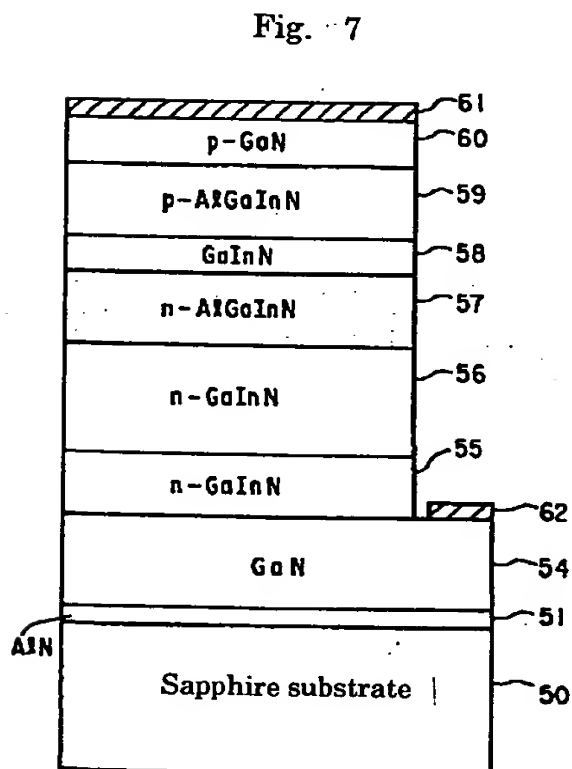 Fig. 7
61
p-GaN 60
p-AlGaInN 59
GaInN 58
n-AlGaInN 57
n-GaInN 56
55
n-GaInN
62
GaN 54
51
AlN
Sapphire substrate 50